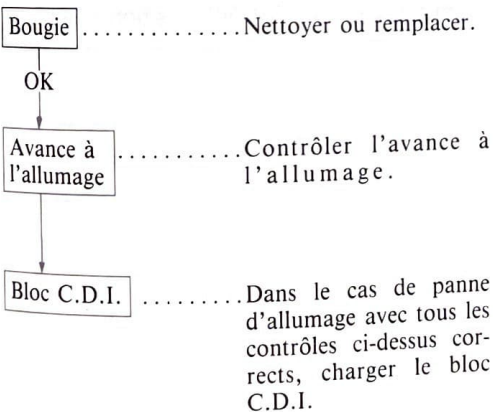 Bougie ..............Nettoyer ou remplacer.
OK
Avance à ...........Contrôler l'avance à
l'allumage l'allumage.
Bloc C.D.I. .........Dans le cas de panne
d'allumage avec tous les
contrôles ci-dessus cor-
rects, charger le bloc
C.D.I.